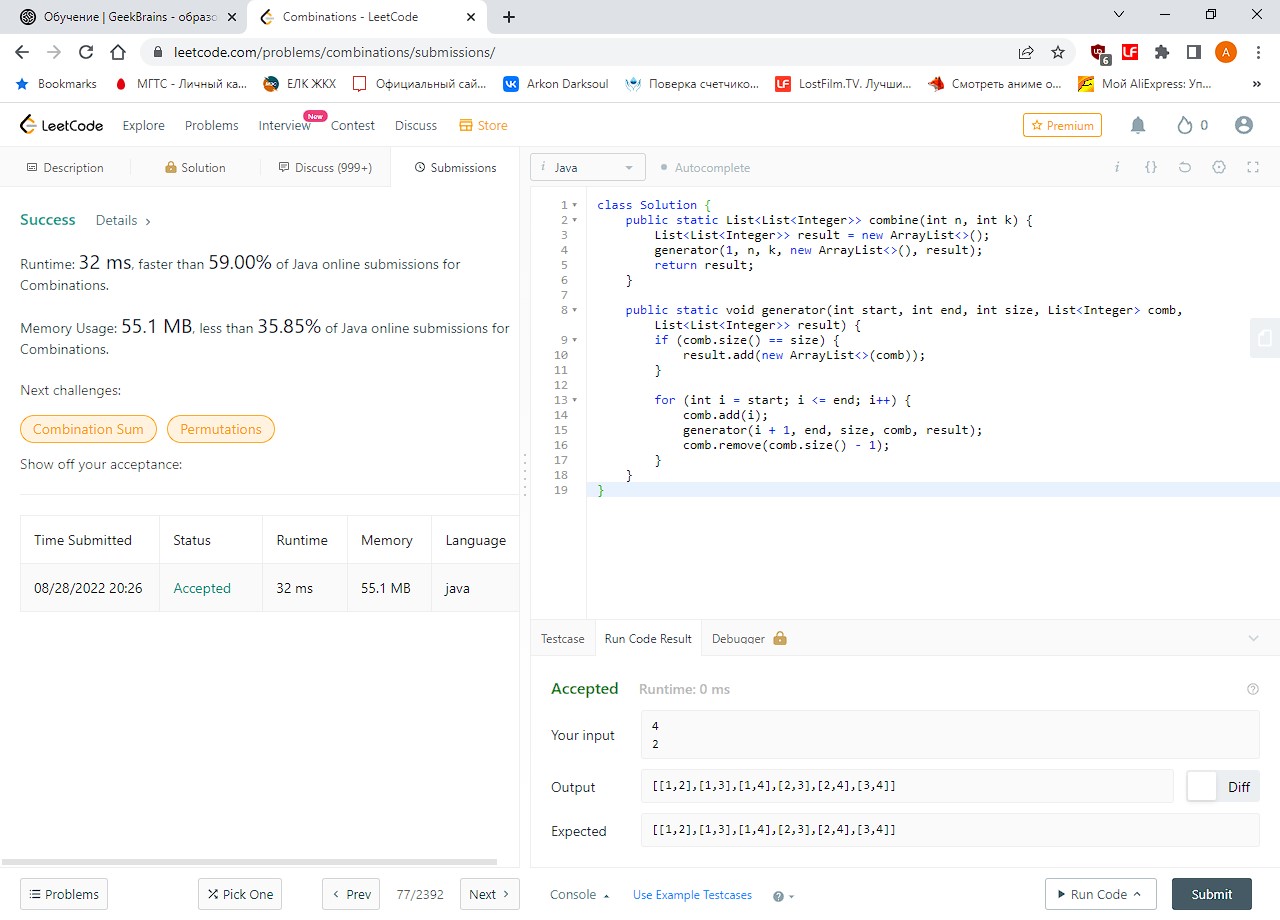 Обучение | GeekBrains - образо
Combinations - LeetCode
leetcode.com/problems/combinations/submissions/
6
LF
A
Bookmarks
МГТС - Личный ка...
ЕЛК ЖКХ
Официальный сай...
Arkon Darksoul
Поверка счетчико...
LF LostFilm.TV. Лучши...
Смотреть аниме о...
Мой AliExpress: Уп...
»
LeetCode
Explore
Problems
Interview
New
Contest
Discuss
Store
Premium
0
Description
Solution
Discuss (999+)
Submissions
i Java
Autocomplete
i
{}
Success
Details
Runtime: 32 ms, faster than 59.00% of Java online submissions for
Combinations.
Memory Usage: 55.1 MB, less than 35.85% of Java online submissions for
Combinations.
Next challenges:
Combination Sum
Permutations
Show off your acceptance:
Time Submitted Status Runtime Memory Language
08/28/2022 20:26 Accepted 32 ms 55.1 MB java
1 class Solution {
2 public static List<List<Integer>> combine(int n, int k) {
3 List<List<Integer>> result = new ArrayList<>();
4 generator(1, n, k, new ArrayList<>(), result);
5 return result;
6 }
7
8 public static void generator(int start, int end, int size, List<Integer> comb,
List<List<Integer>> result) {
9 if (comb.size() == size) {
10 result.add(new ArrayList<>(comb));
11 }
12
13 for (int i = start; i <= end; i++) {
14 comb.add(i);
15 generator(i + 1, end, size, comb, result);
16 comb.remove(comb.size() - 1);
17 }
18 }
19 }
Testcase
Run Code Result
Debugger
Accepted
Runtime: 0 ms
Your input
4
2
Output
[[1,2],[1,3],[1,4],[2,3],[2,4],[3,4]]
Diff
Expected
[[1,2],[1,3],[1,4],[2,3],[2,4],[3,4]]
Problems
Pick One
Prev
77/2392
Next
Console
Use Example Testcases
?
Run Code
Submit